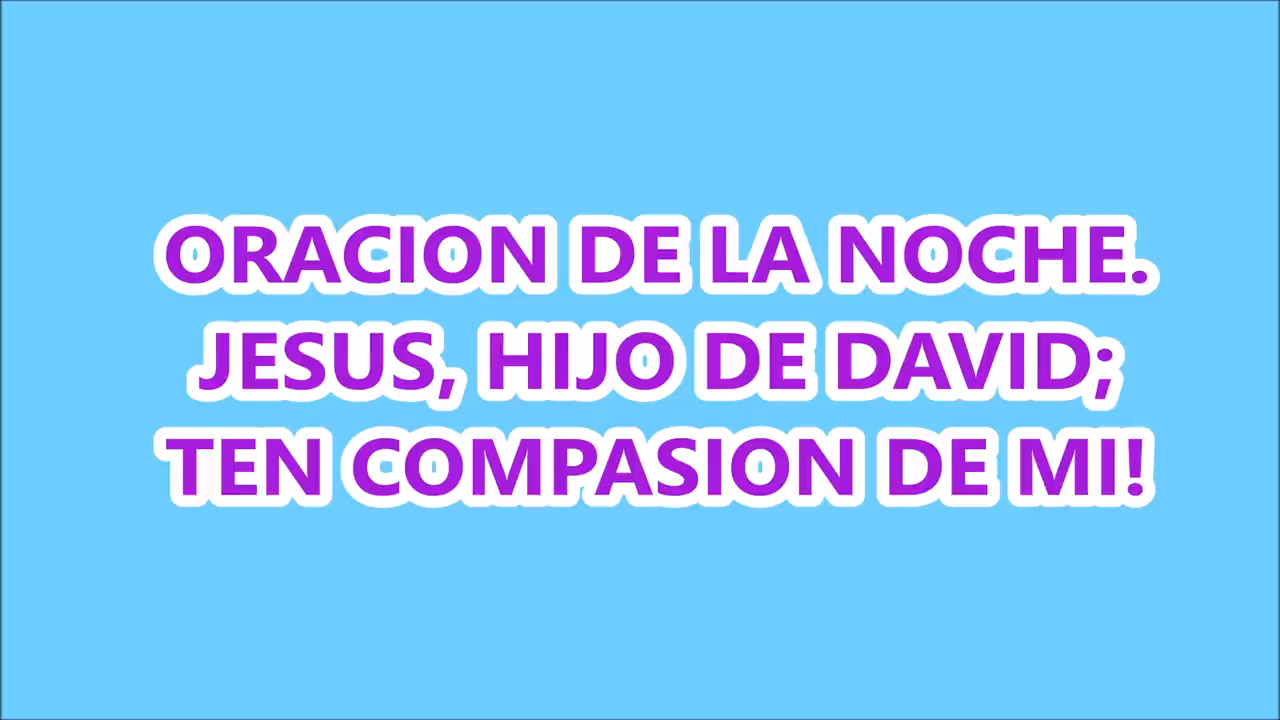 ORACION DE LA NOCHE.
JESUS, HIJO DE DAVID;
TEN COMPASION DE MI!